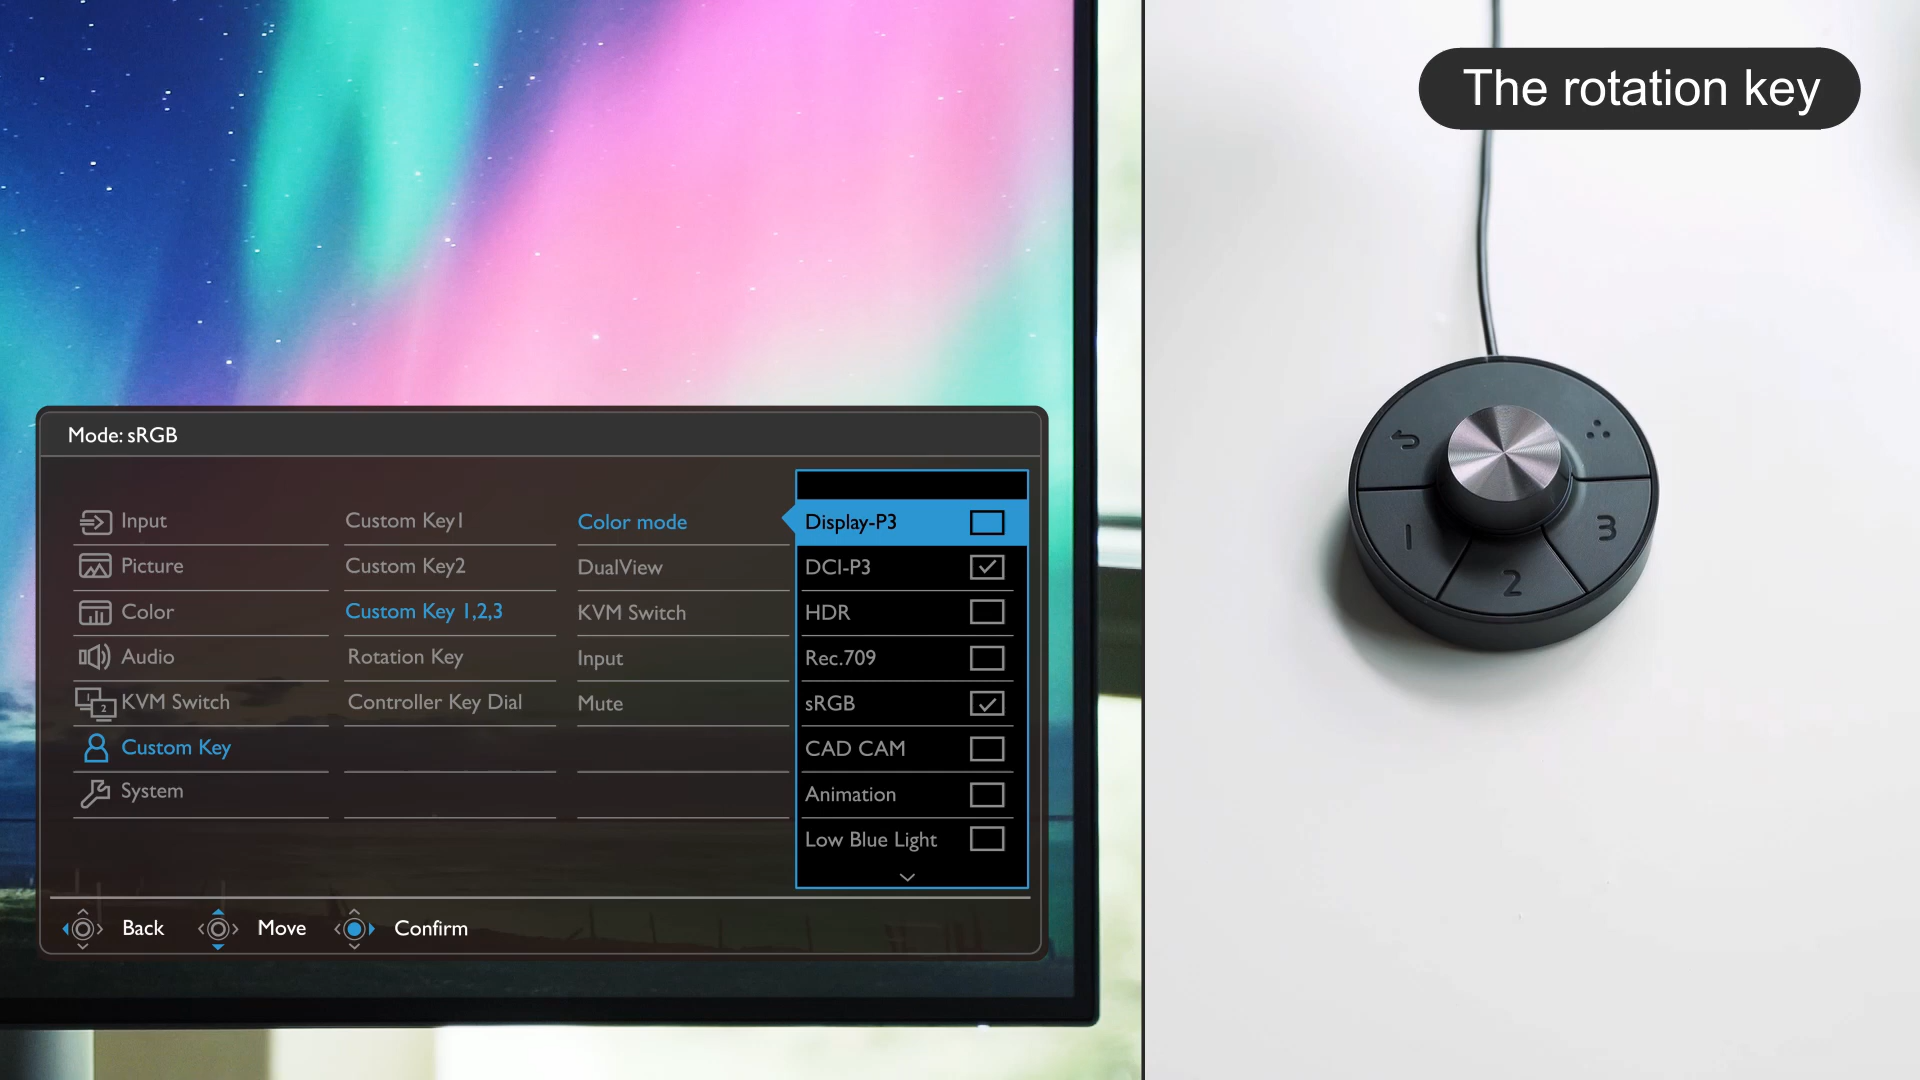 The rotation key
Mode: sRGB
Input
Picture
Color
Audio
KVM Switch
Custom Key
System
Custom Key1
Custom Key2
Custom Key 1,2,3
Rotation Key
Controller Key Dial
Color mode
DualView
KVM Switch
Input
Mute
Display-P3
DCI-P3
HDR
Rec.709
sRGB
CAD CAM
Animation
Low Blue Light
Back
Move
Confirm
1
2
3
1
2